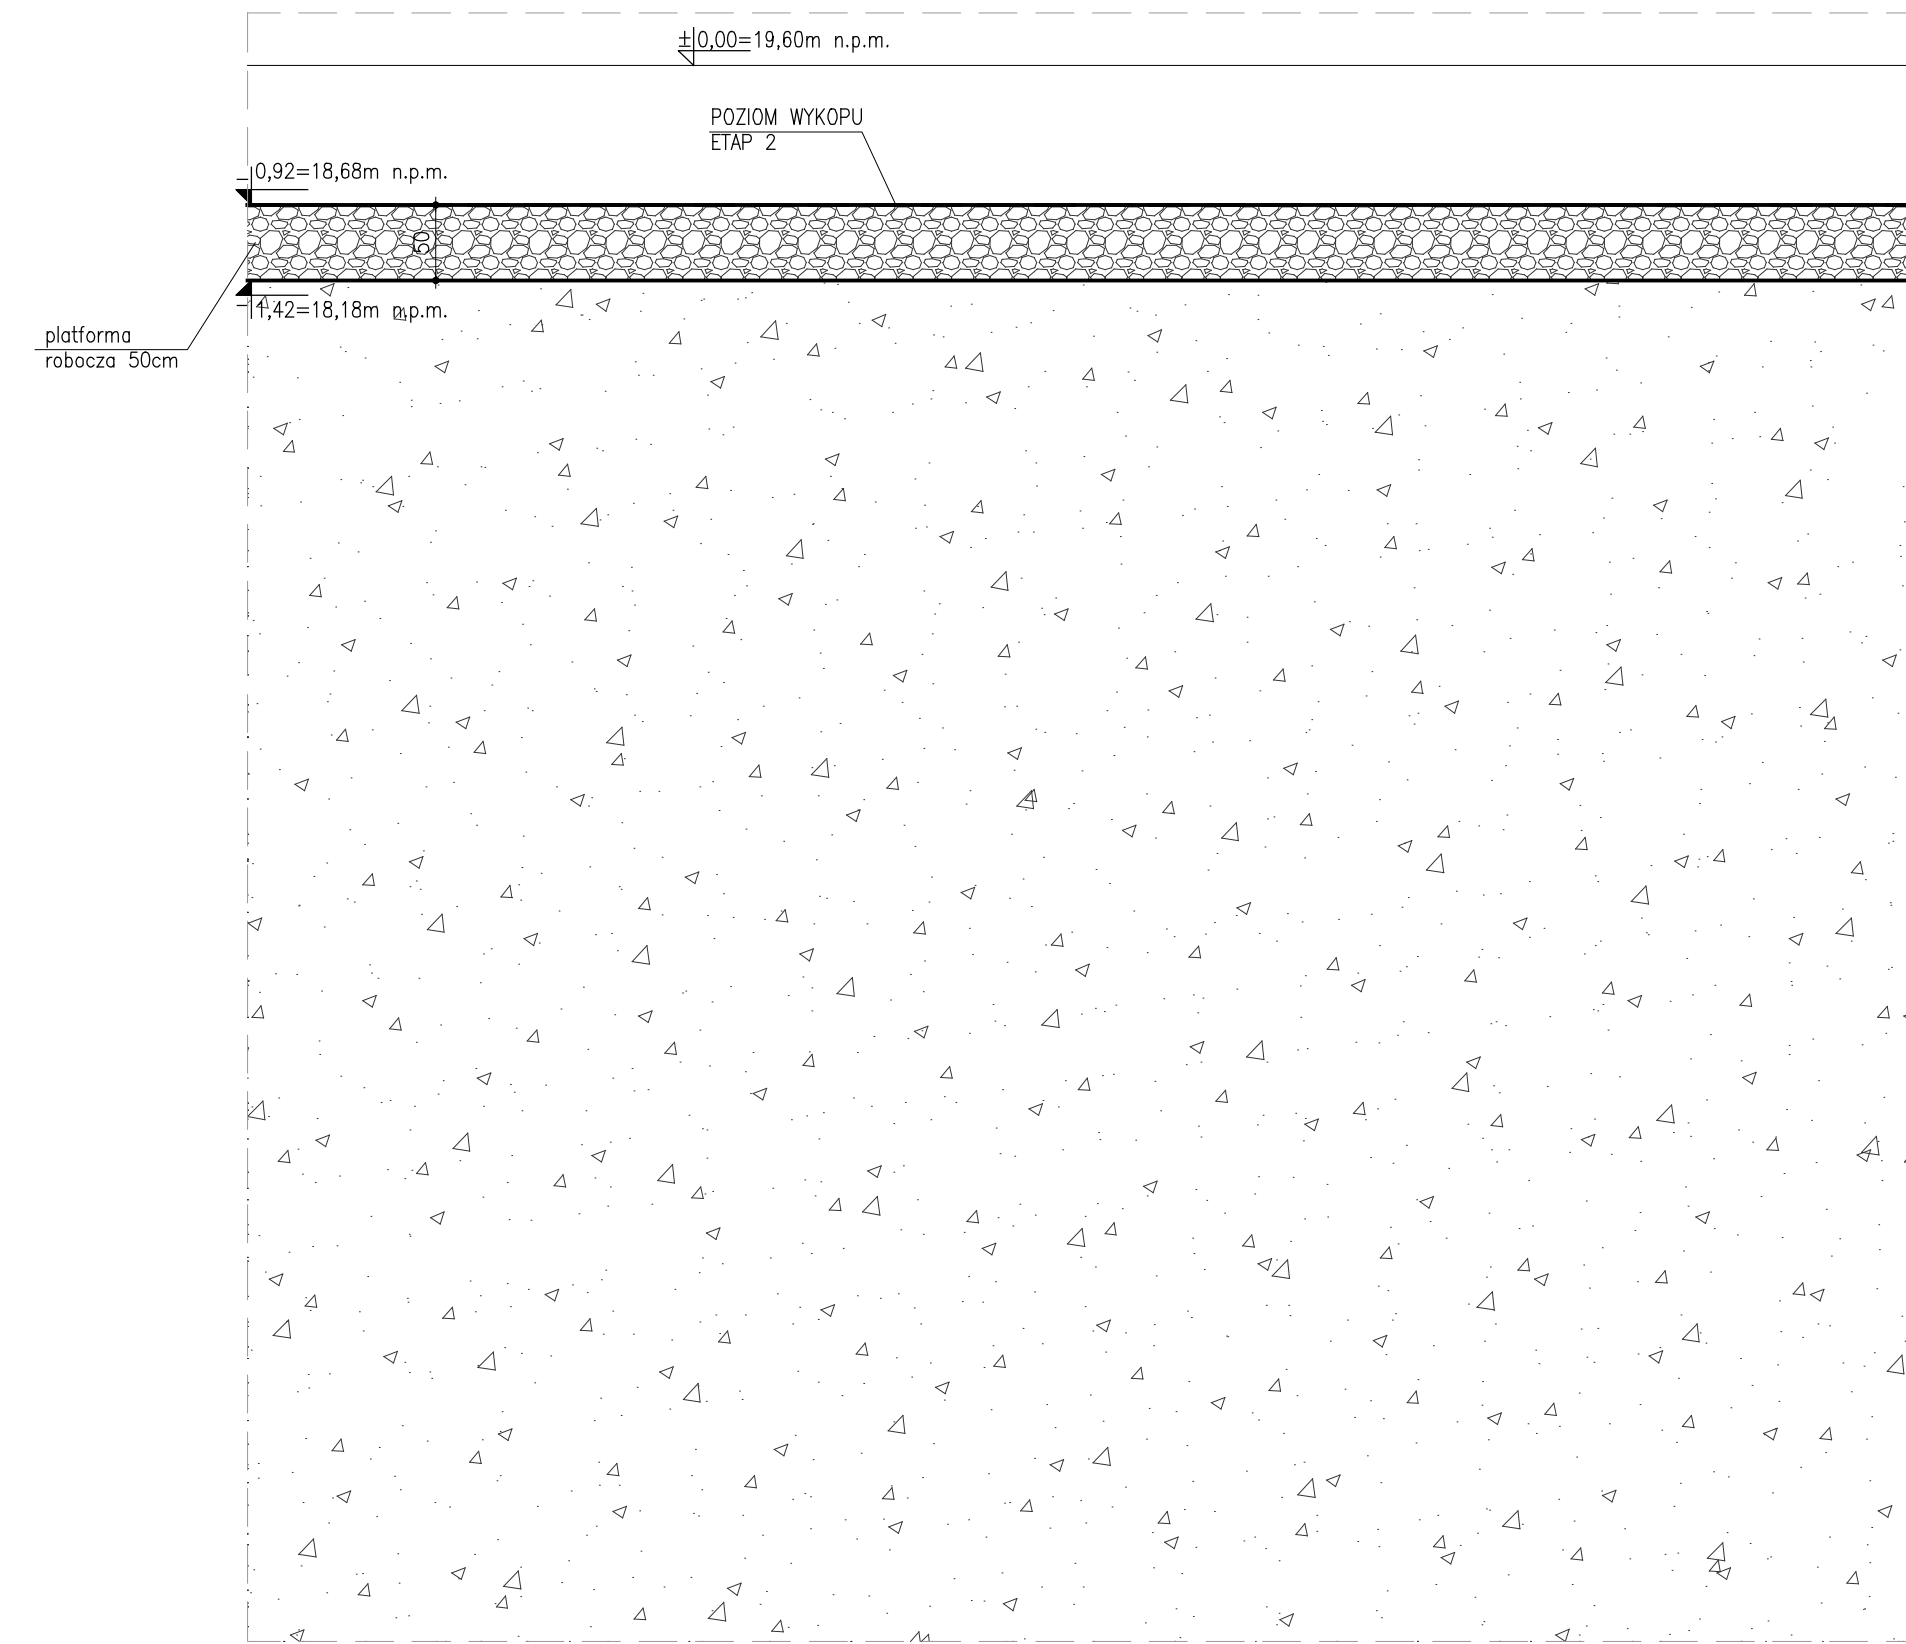 ±0,00=19,60m n.p.m.
POZIOM WYKOPU
ETAP 2
-0,92=18,68m n.p.m.
50
-1,42=18,18m n.p.m.
platforma
robocza 50cm